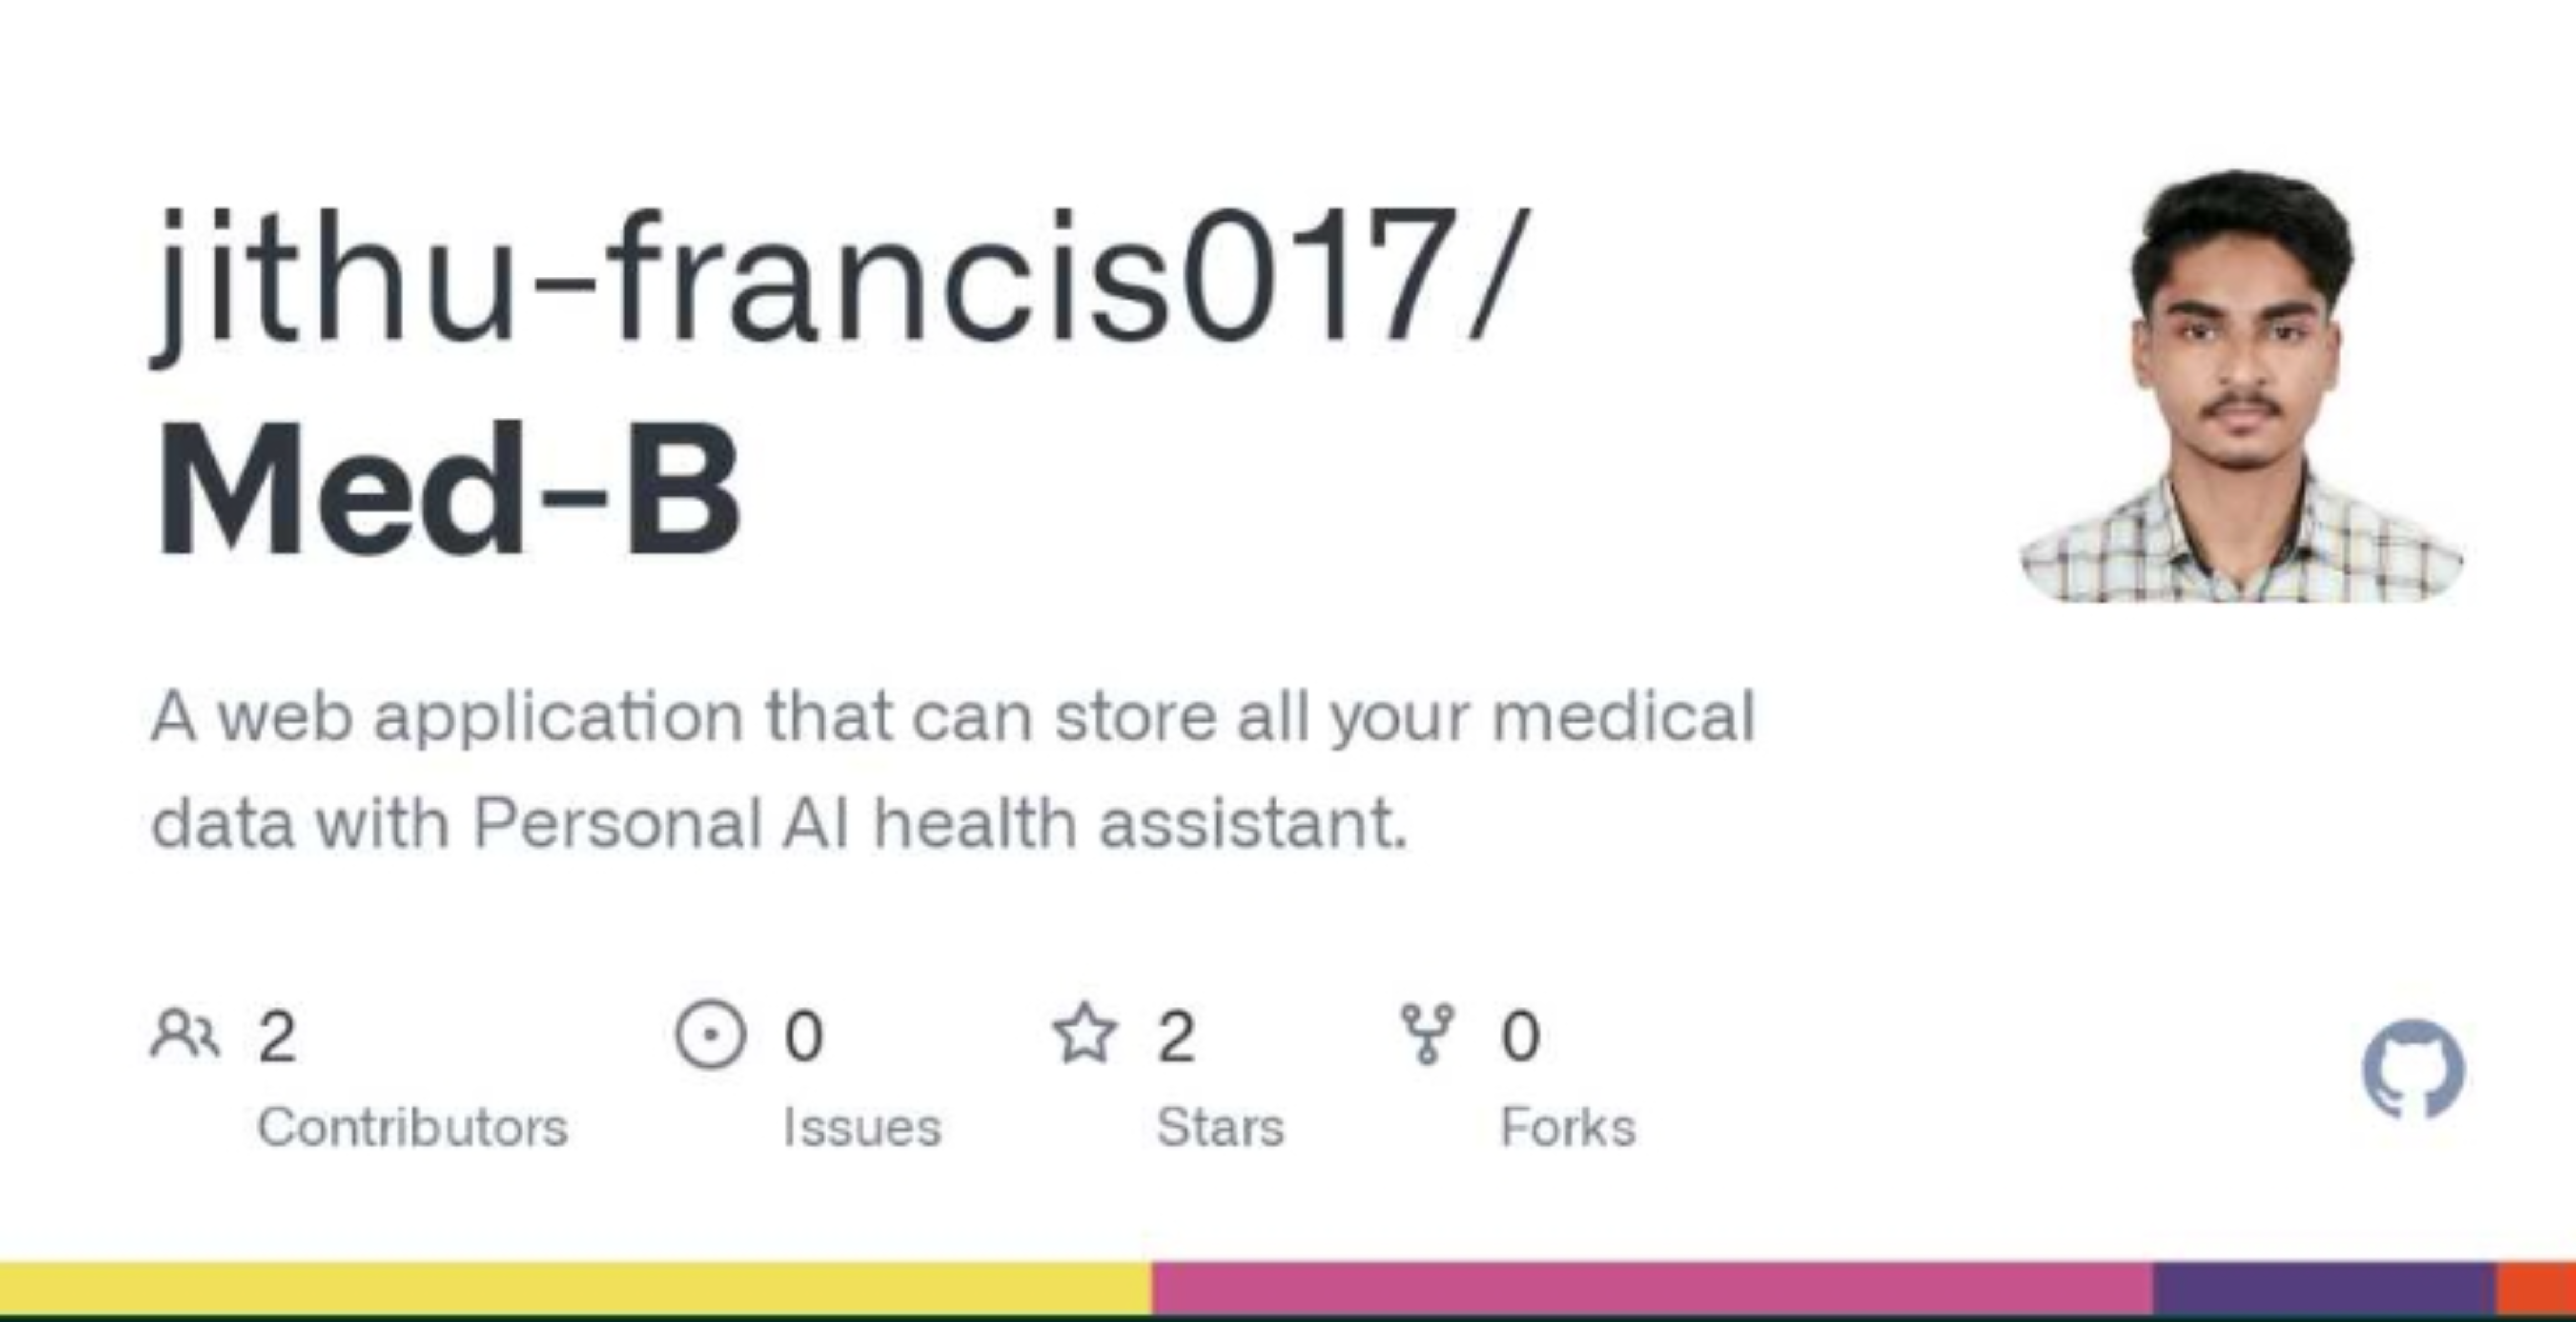 jithu-francis017/
Med-B
A web application that can store all your medical
data with Personal AI health assistant.
2
Contributors
0
Issues
2
Stars
0
Forks